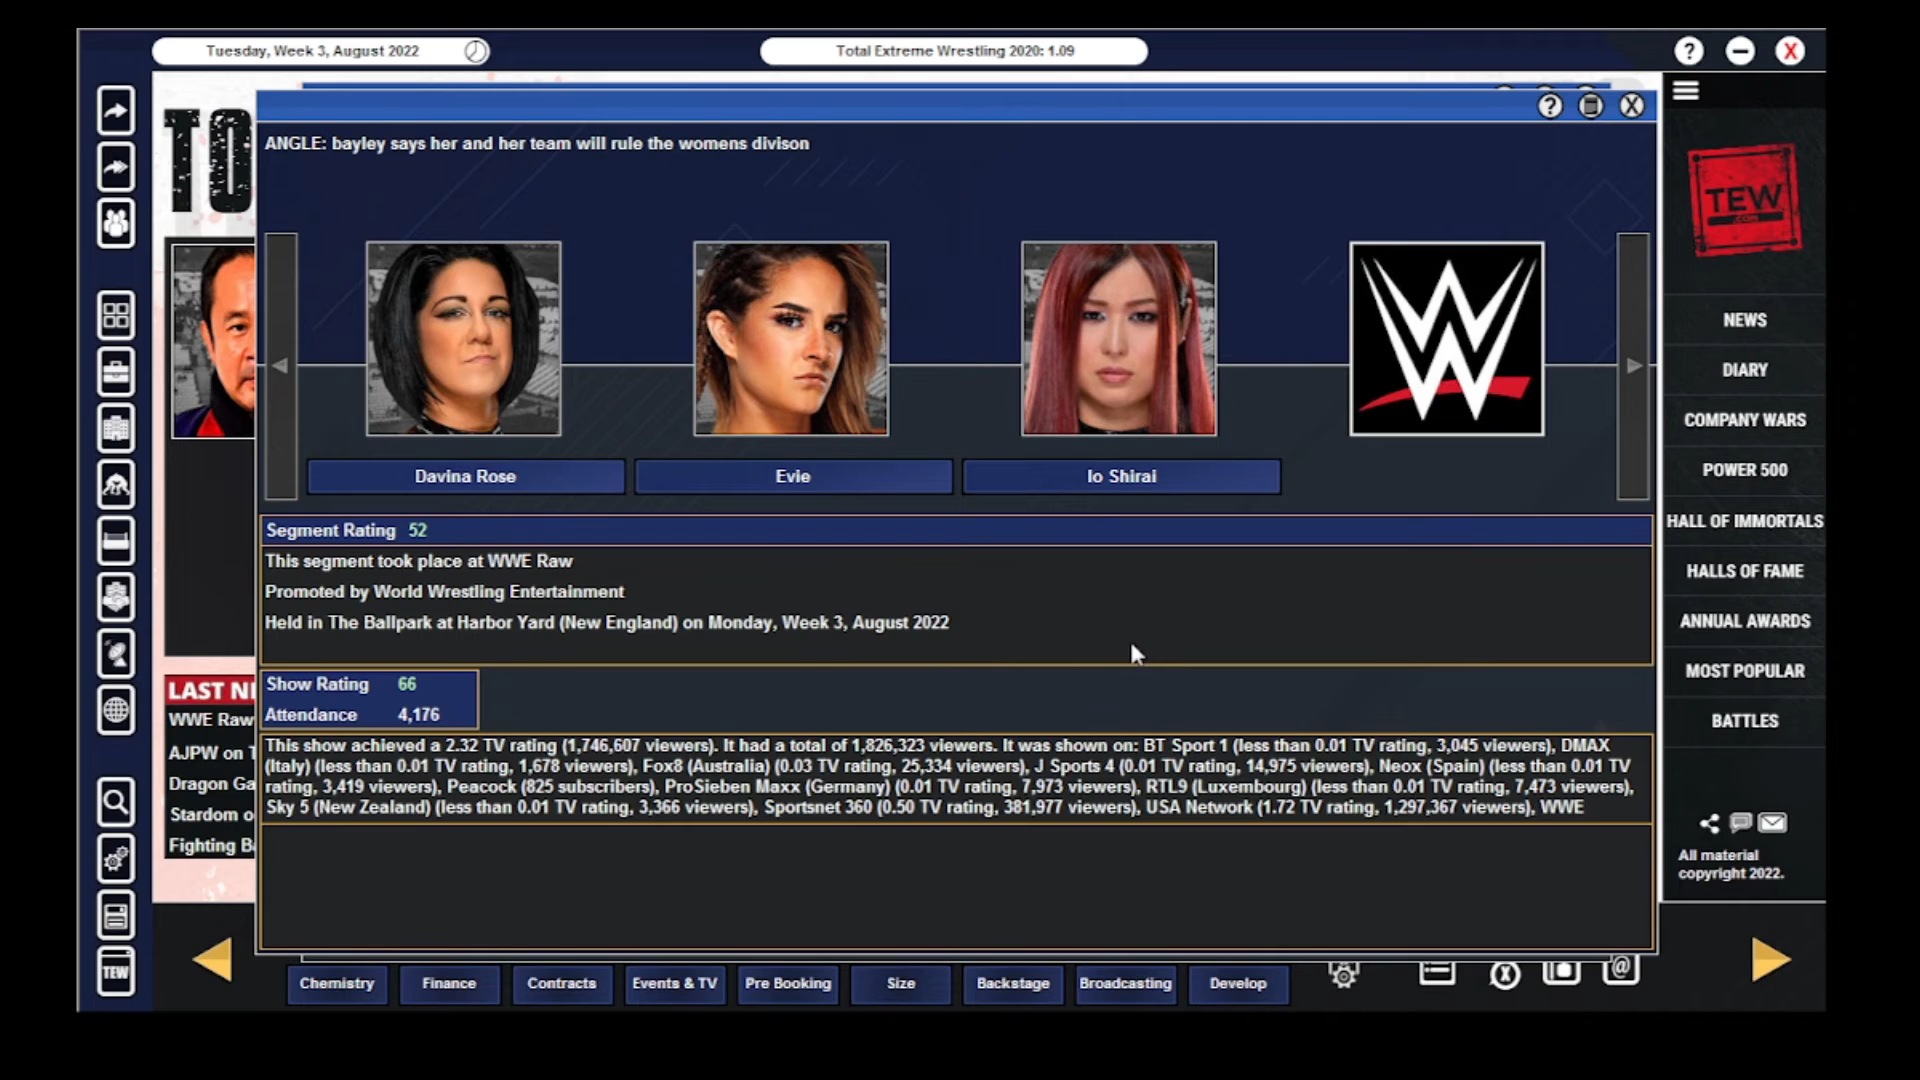 Tuesday, Week 3, August 2022
Total Extreme Wrestling 2020: 1.09
?
X
TO
?
X
ANGLE: bayley says her and her team will rule the womens divison
TEW
.com
W
Davina Rose
Evie
Io Shirai
NEWS
DIARY
COMPANY WARS
POWER 500
HALL OF IMMORTALS
HALLS OF FAME
ANNUAL AWARDS
MOST POPULAR
BATTLES
Segment Rating 52
This segment took place at WWE Raw
Promoted by World Wrestling Entertainment
Held in The Ballpark at Harbor Yard (New England) on Monday, Week 3, August 2022
Show Rating 66
Attendance 4,176
This show achieved a 2.32 TV rating (1,746,607 viewers). It had a total of 1,826,323 viewers. It was shown on: BT Sport 1 (less than 0.01 TV rating, 3,045 viewers), DMAX
(Italy) (less than 0.01 TV rating, 1,678 viewers), Fox8 (Australia) (0.03 TV rating, 25,334 viewers), J Sports 4 (0.01 TV rating, 14,975 viewers), Neox (Spain) (less than 0.01 TV
rating, 3,419 viewers), Peacock (825 subscribers), ProSieben Maxx (Germany) (0.01 TV rating, 7,973 viewers), RTL9 (Luxembourg) (less than 0.01 TV rating, 7,473 viewers),
Sky 5 (New Zealand) (less than 0.01 TV rating, 3,366 viewers), Sportsnet 360 (0.50 TV rating, 381,977 viewers), USA Network (1.72 TV rating, 1,297,367 viewers), WWE
LAST NI
WWE Raw
AJPW on T
Dragon Ga
Stardom o
Fighting B
All material
copyright 2022.
TEW
Chemistry
Finance
Contracts
Events & TV
Pre Booking
Size
Backstage
Broadcasting
Develop
X
@